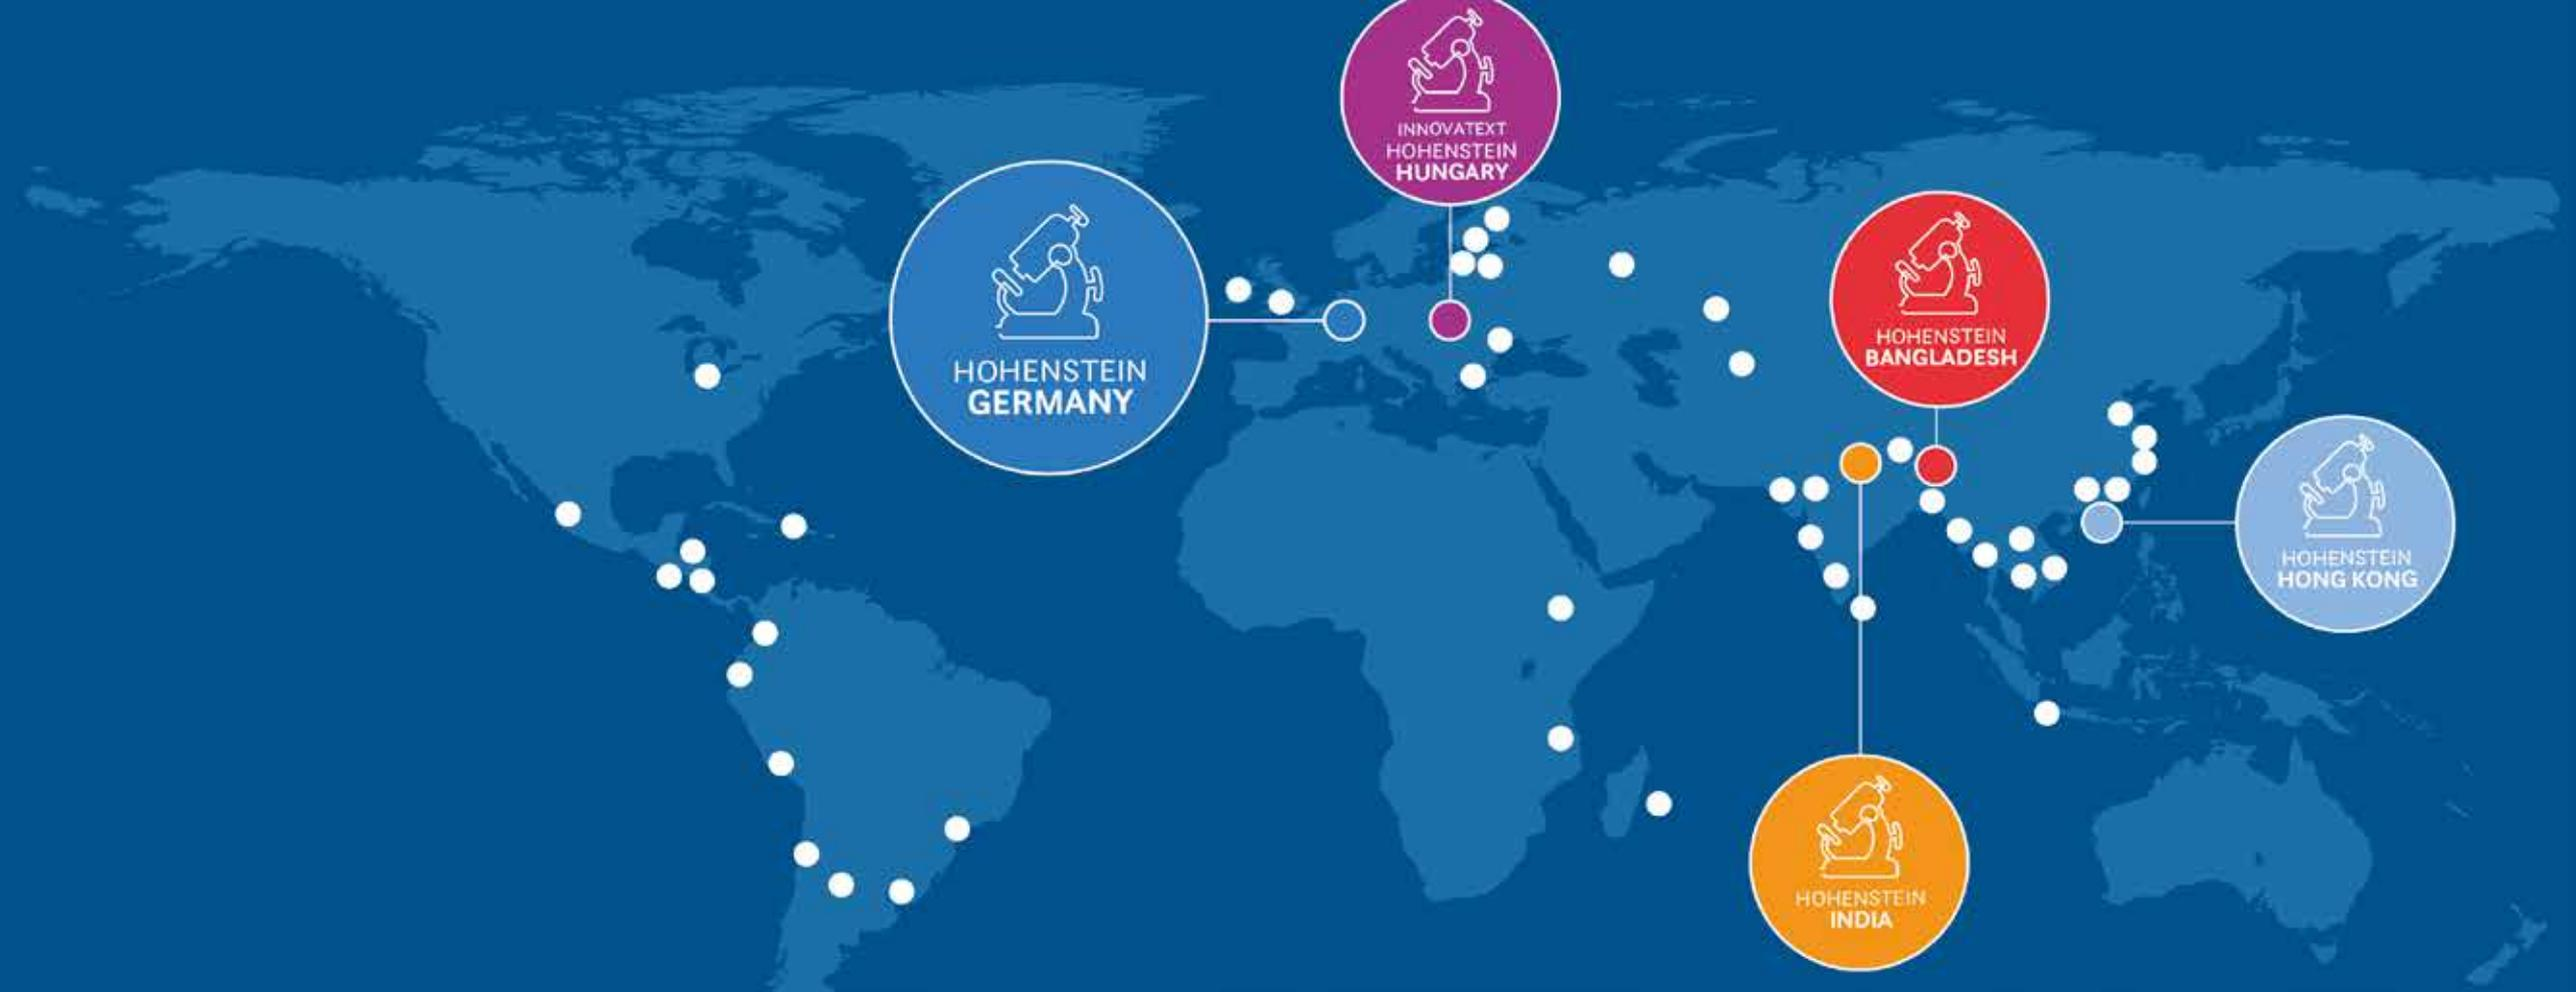 INNOVATEXT
HOHENSTEIN
HUNGARY
HOHENSTEIN
GERMANY
HOHENSTEIN
BANGLADESH
HOHENSTEIN
HONG KONG
HOHENSTEIN
INDIA